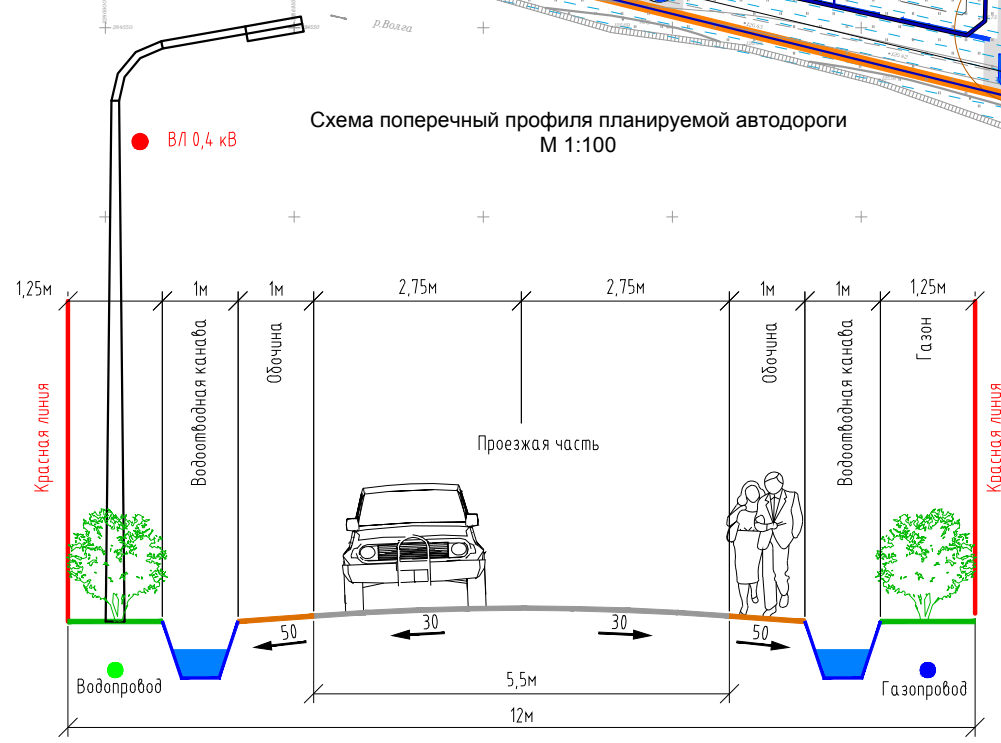 р.Волга
Схема поперечный профиля планируемой автодороги
М 1:100
ВЛ 0,4 кВ
1,25м
1м
1м
2,75м
2,75м
1м
1м
1,25м
Красная линия
Водоотводная канава
Обочина
Проезжая часть
Обочина
Водоотводная канава
Газон
Красная линия
50
30
30
50
Водопровод
Газопровод
5,5м
12м